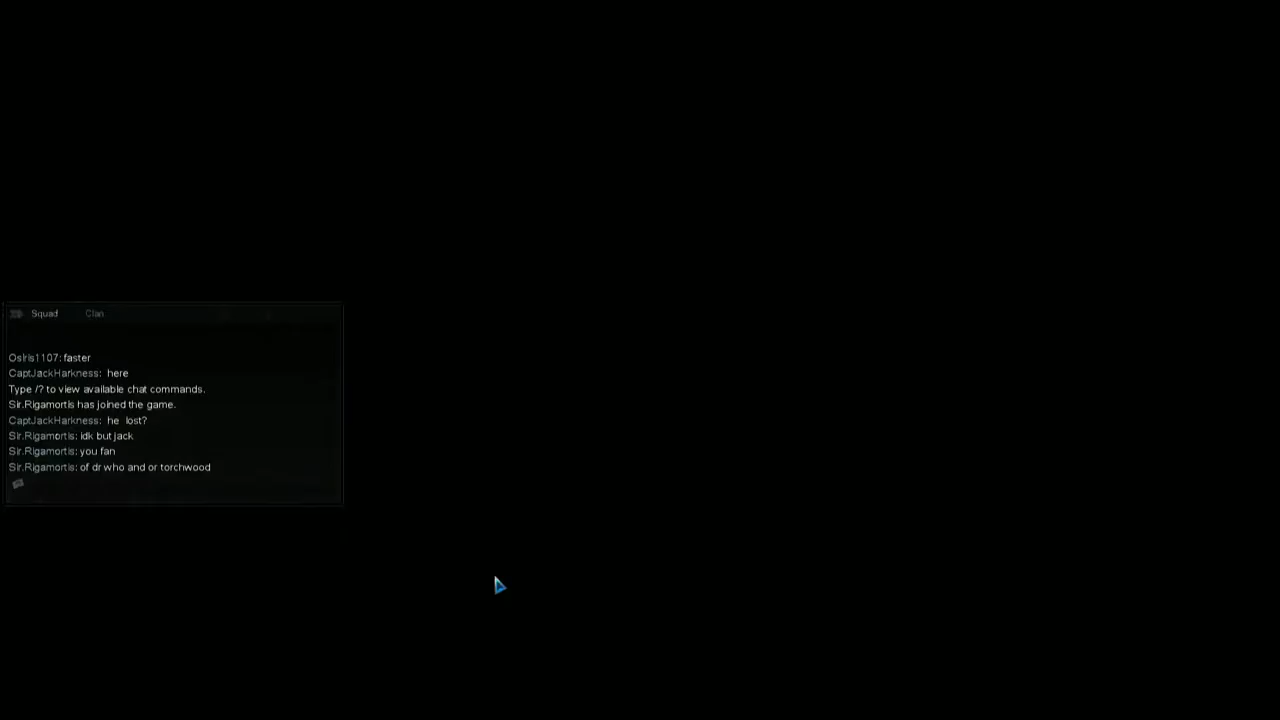 Squad Clan
Osiris1107: faster
CaptJackHarkness: here
Type /? to view available chat commands.
Sir.Rigamortis has joined the game.
CaptJackHarkness: he lost?
Sir.Rigamortis: idk but jack
Sir.Rigamortis: you fan
Sir.Rigamortis: of dr who and or torchwood